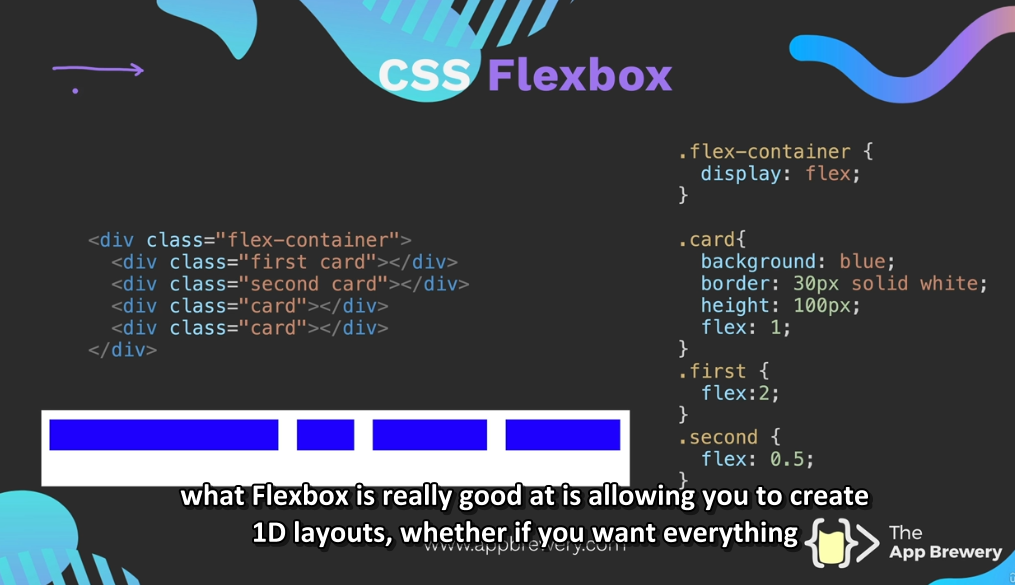 CSS Flexbox
<div class="flex-container">
  <div class="first card"></div>
  <div class="second card"></div>
  <div class="card"></div>
  <div class="card"></div>
</div>
.flex-container {
  display: flex;
}
.card{
  background: blue;
  border: 30px solid white;
  height: 100px;
  flex: 1;
}
.first {
  flex:2;
}
.second {
  flex: 0.5;
}
what Flexbox is really good at is allowing you to create
1D layouts, whether if you want everything
www.appbrewery.com
The
App Brewery